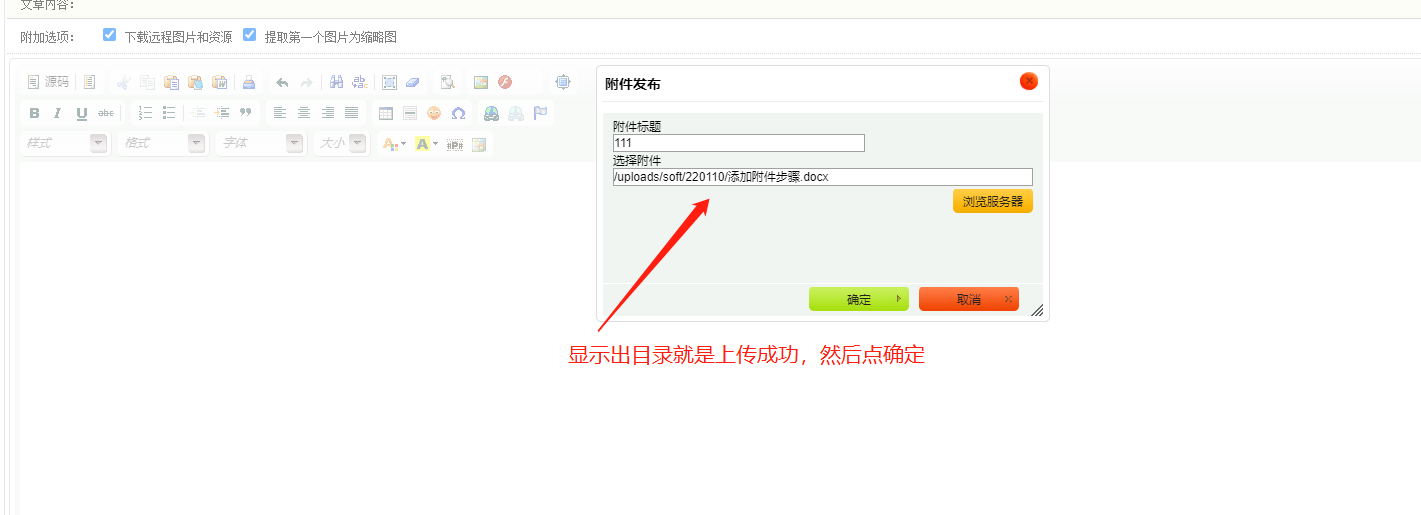 文章内容：
附加选项： 下载远程图片和资源 提取第一个图片为缩略图
源码
B I U abc
样式 格式 字体 大小
附件发布
附件标题
111
选择附件
/uploads/soft/220110/添加附件步骤.docx
浏览服务器
确定 取消
显示出目录就是上传成功，然后点确定